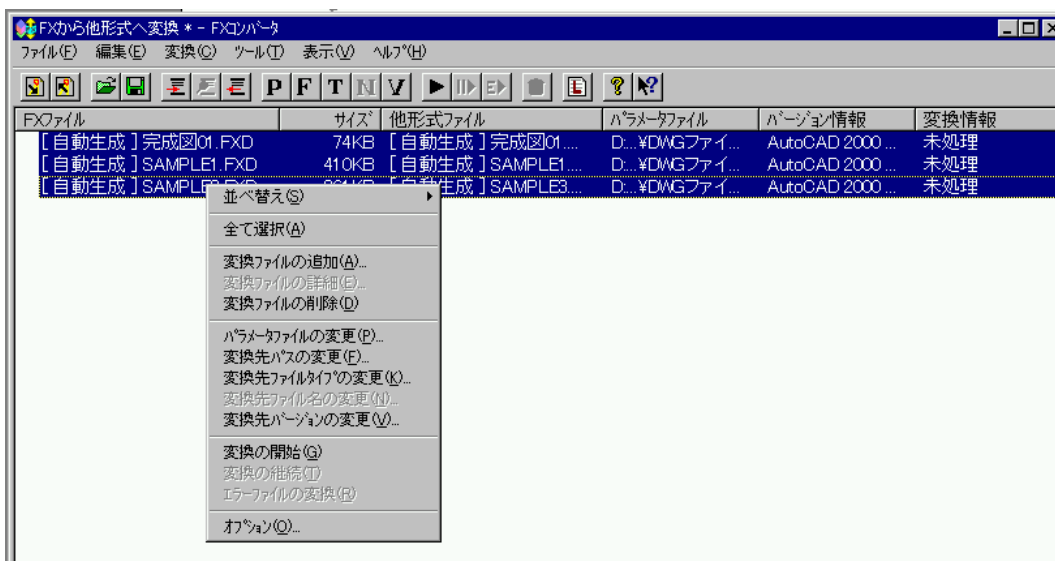 FXから他形式へ変換 * - FXコンバータ
ファイル(F) 編集(E) 変換(C) ツール(T) 表示(V) ヘルプ(H)
P F T N V
FXファイル サイズ 他形式ファイル パラメータファイル バージョン情報 変換情報
[ 自動生成 ] 完成図01.FXD 74KB [ 自動生成 ] 完成図01.... D:...¥DWGファイ... AutoCAD 2000 ... 未処理
[ 自動生成 ] SAMPLE1.FXD 410KB [ 自動生成 ] SAMPLE1.... D:...¥DWGファイ... AutoCAD 2000 ... 未処理
[ 自動生成 ] SAMPLE3.FXD [ 自動生成 ] SAMPLE3.... D:...¥DWGファイ... AutoCAD 2000 ... 未処理
並べ替え(S)
全て選択(A)
変換ファイルの追加(A)...
変換ファイルの詳細(E)...
変換ファイルの削除(D)
パラメータファイルの変更(P)...
変換先パスの変更(F)...
変換先ファイルタイプの変更(K)...
変換先ファイル名の変更(N)...
変換先バージョンの変更(V)...
変換の開始(G)
変換の継続(T)
エラーファイルの変換(R)
オプション(O)...